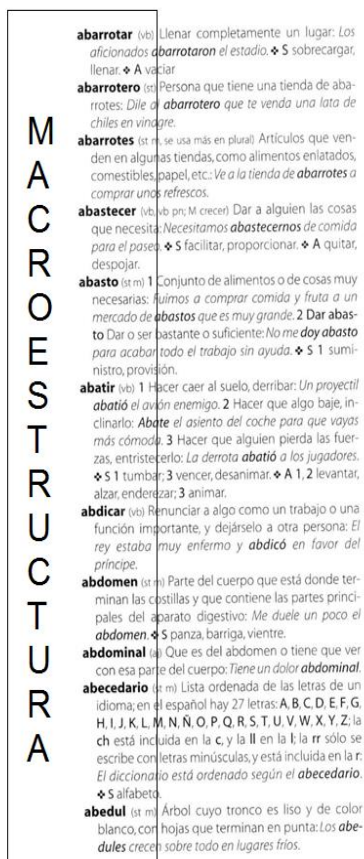 MACROESTRUCTURA
abarrotar (vb) Llenar completamente un lugar: Los
aficionados abarrotaron el estadio. ❖ S sobrecargar,
llenar. ❖ A vaciar
abarrotero (st) Persona que tiene una tienda de aba-
rrotes: Dile al abarrotero que te venda una lata de
chiles en vinagre.
abarrotes (st m, se usa más en plural) Artículos que ven-
den en algunas tiendas, como alimentos enlatados,
comestibles, papel, etc.: Ve a la tienda de abarrotes a
comprar unos refrescos.
abastecer (vb, vb pn; M crecer) Dar a alguien las cosas
que necesita: Necesitamos abastecernos de comida
para el paseo. ❖ S facilitar, proporcionar. ❖ A quitar,
despojar.
abasto (st m) 1 Conjunto de alimentos o de cosas muy
necesarias: Fuimos a comprar comida y fruta a un
mercado de abastos que es muy grande. 2 Dar abas-
to Dar o ser bastante o suficiente: No me doy abasto
para acabar todo el trabajo sin ayuda. ❖ S 1 sumi-
nistro, provisión.
abatir (vb) 1 Hacer caer al suelo, derribar: Un proyectil
abatió el avión enemigo. 2 Hacer que algo baje, in-
clinarlo: Abate el asiento del coche para que vayas
más cómoda. 3 Hacer que alguien pierda las fuer-
zas, entristecerlo: La derrota abatió a los jugadores.
❖ S 1 tumbar; 3 vencer, desanimar. ❖ A 1, 2 levantar,
alzar, enderezar; 3 animar.
abdicar (vb) Renunciar a algo como un trabajo o una
función importante, y dejárselo a otra persona: El
rey estaba muy enfermo y abdicó en favor del
príncipe.
abdomen (st m) Parte del cuerpo que está donde ter-
minan las costillas y que contiene las partes princi-
pales del aparato digestivo: Me duele un poco el
abdomen. ❖ S panza, barriga, vientre.
abdominal (aj) Que es del abdomen o tiene que ver
con esa parte del cuerpo: Tiene un dolor abdominal.
abecedario (st m) Lista ordenada de las letras de un
idioma; en el español hay 27 letras: A, B, C, D, E, F, G,
H, I, J, K, L, M, N, Ñ, O, P, Q, R, S, T, U, V, W, X, Y, Z; la
ch está incluida en la c, y la ll en la l; la rr sólo se
escribe con letras minúsculas, y está incluida en la r:
El diccionario está ordenado según el abecedario.
❖ S alfabeto.
abedul (st m) Árbol cuyo tronco es liso y de color
blanco, con hojas que terminan en punta: Los abe-
dules crecen sobre todo en lugares fríos.